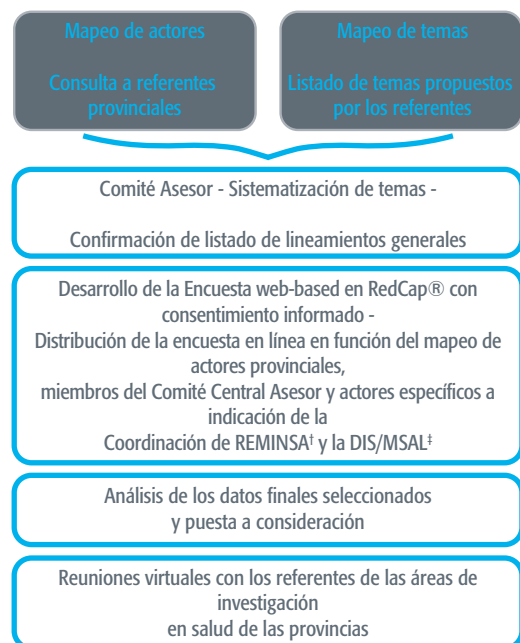 Mapeo de actores
Consulta a referentes
provinciales
Mapeo de temas
Listado de temas propuestos
por los referentes
Comité Asesor - Sistematización de temas -
Confirmación de listado de lineamientos generales
Desarrollo de la Encuesta web-based en RedCap® con
consentimiento informado -
Distribución de la encuesta en línea en función del mapeo de
actores provinciales,
miembros del Comité Central Asesor y actores específicos a
indicación de la
Coordinación de REMINSA† y la DIS/MSAL‡
Análisis de los datos finales seleccionados
y puesta a consideración
Reuniones virtuales con los referentes de las áreas de
investigación
en salud de las provincias